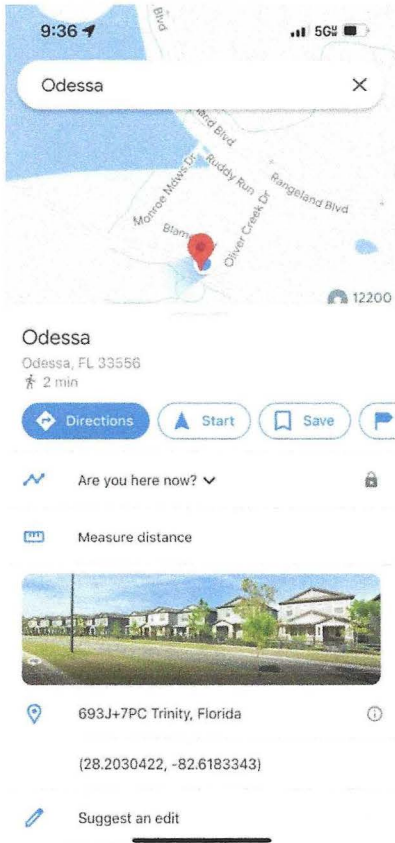 9:36
5G
Odessa
Blvd
Blvd
Monroe Mdws Dr
Ruddy Run
Rangeland Blvd
Oliver Creek Dr
12200
Odessa
Odessa, FL 33556
2 min
Directions
Start
Save
Are you here now?
Measure distance
693J+7PC Trinity, Florida
(28.2030422, -82.6183343)
Suggest an edit